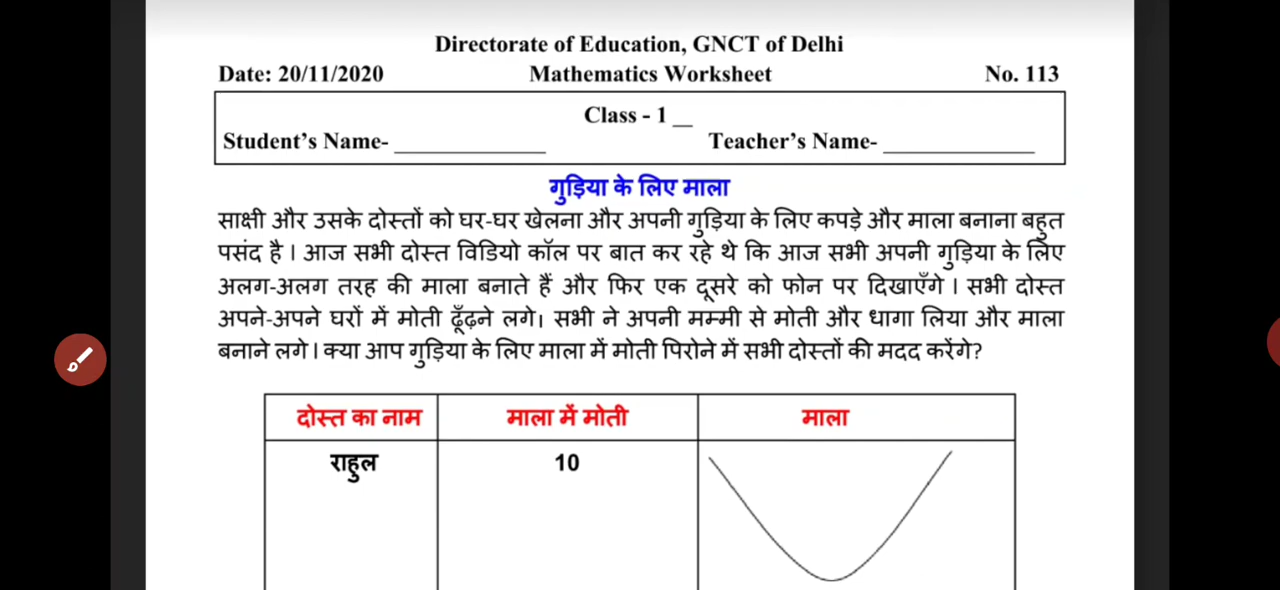 Directorate of Education, GNCT of Delhi
Date: 20/11/2020 Mathematics Worksheet No. 113
Class - 1 __
Student's Name- ______________ Teacher's Name- ______________
गुड़िया के लिए माला
साक्षी और उसके दोस्तों को घर-घर खेलना और अपनी गुड़िया के लिए कपड़े और माला बनाना बहुत
पसंद है। आज सभी दोस्त विडियो कॉल पर बात कर रहे थे कि आज सभी अपनी गुड़िया के लिए
अलग-अलग तरह की माला बनाते हैं और फिर एक दूसरे को फोन पर दिखाएँगे। सभी दोस्त
अपने-अपने घरों में मोती ढूँढ़ने लगे। सभी ने अपनी मम्मी से मोती और धागा लिया और माला
बनाने लगे। क्या आप गुड़िया के लिए माला में मोती पिरोने में सभी दोस्तों की मदद करेंगे?
दोस्त का नाम माला में मोती माला
राहुल 10